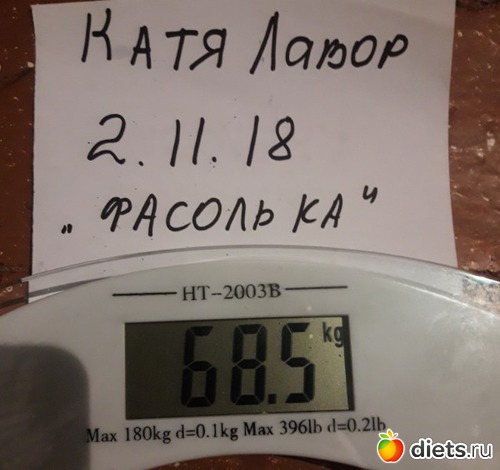 КАТЯ ЛАВОР
2.11.18
„ФАСОЛЬКА"
HT-2003B
68.5 kg
Max 180kg d=0.1kg Max 396lb d=0.2lb
diets.ru